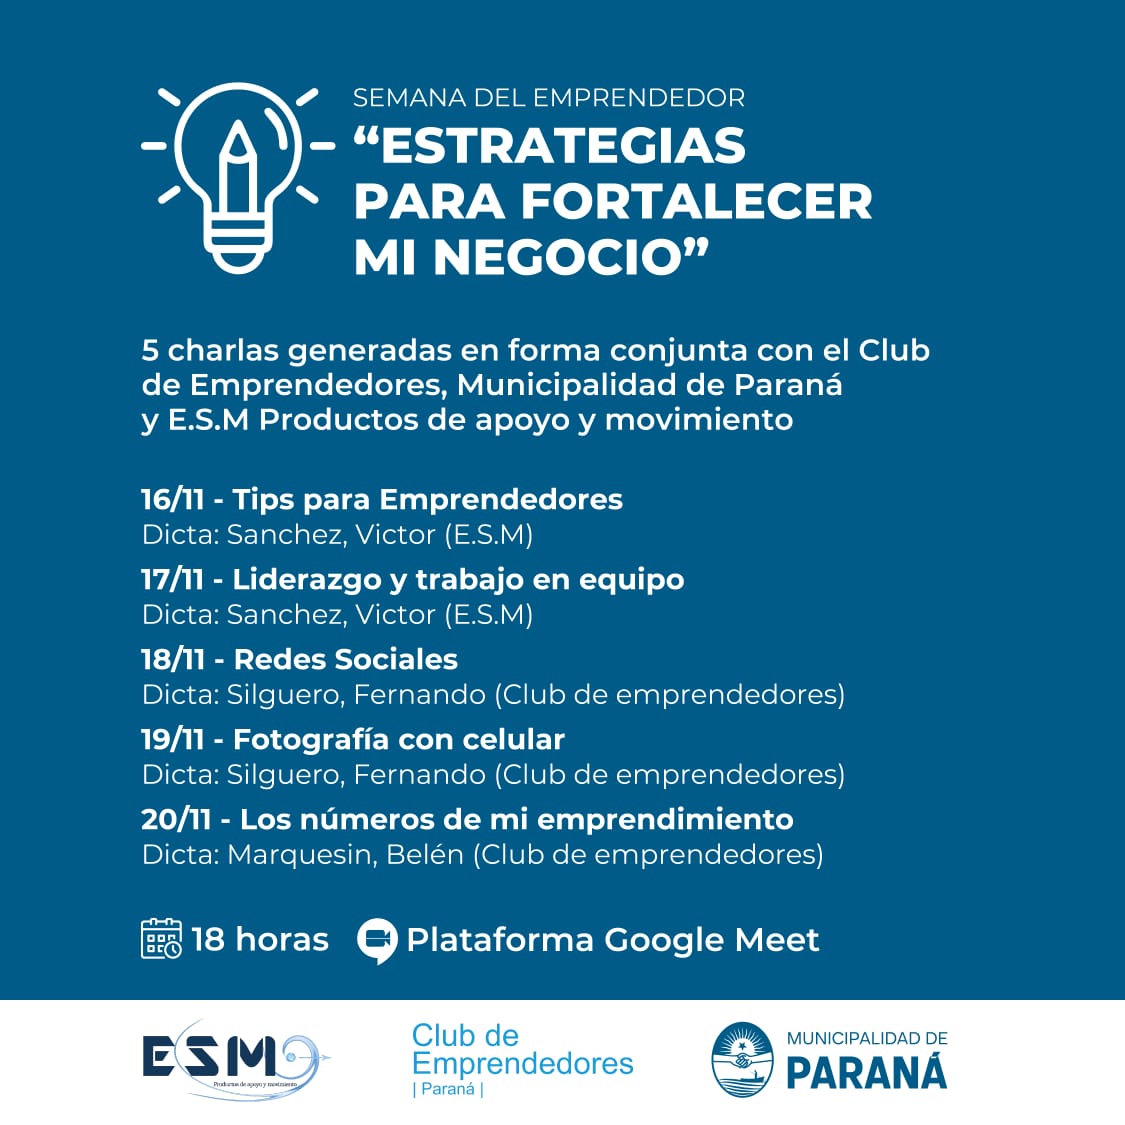 SEMANA DEL EMPRENDEDOR
“ESTRATEGIAS
PARA FORTALECER
MI NEGOCIO”
5 charlas generadas en forma conjunta con el Club
de Emprendedores, Municipalidad de Paraná
y E.S.M Productos de apoyo y movimiento
16/11 - Tips para Emprendedores
Dicta: Sanchez, Victor (E.S.M)
17/11 - Liderazgo y trabajo en equipo
Dicta: Sanchez, Victor (E.S.M)
18/11 - Redes Sociales
Dicta: Silguero, Fernando (Club de emprendedores)
19/11 - Fotografía con celular
Dicta: Silguero, Fernando (Club de emprendedores)
20/11 - Los números de mi emprendimiento
Dicta: Marquesin, Belén (Club de emprendedores)
18 horas Plataforma Google Meet
ESM
Productos de apoyo y movimiento
Club de
Emprendedores
| Paraná |
MUNICIPALIDAD DE
PARANÁ